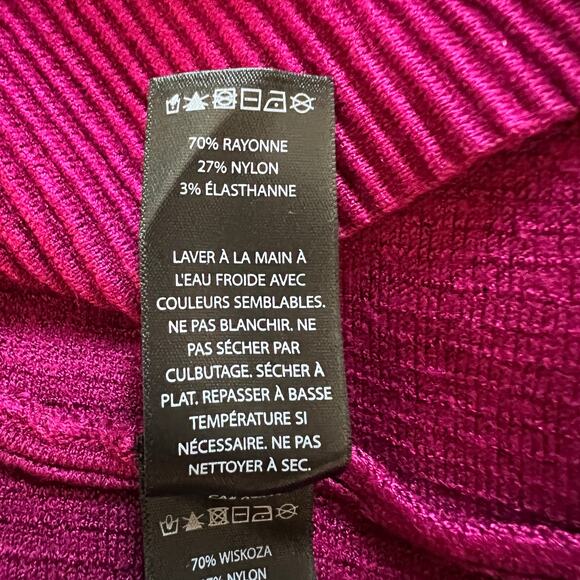 70% RAYONNE
27% NYLON
3% ÉLASTHANNE
LAVER À LA MAIN À
L'EAU FROIDE AVEC
COULEURS SEMBLABLES.
NE PAS BLANCHIR. NE
PAS SÉCHER PAR
CULBUTAGE. SÉCHER À
PLAT. REPASSER À BASSE
TEMPÉRATURE SI
NÉCESSAIRE. NE PAS
NETTOYER À SEC.
70% WISKOZA
NYLON